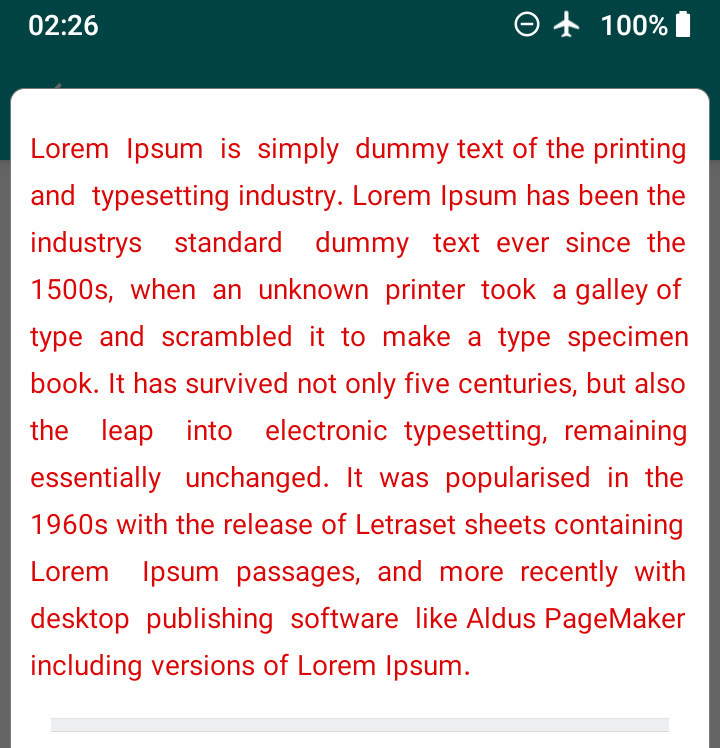 02:26 100%
Lorem Ipsum is simply dummy text of the printing
and typesetting industry. Lorem Ipsum has been the
industrys standard dummy text ever since the
1500s, when an unknown printer took a galley of
type and scrambled it to make a type specimen
book. It has survived not only five centuries, but also
the leap into electronic typesetting, remaining
essentially unchanged. It was popularised in the
1960s with the release of Letraset sheets containing
Lorem Ipsum passages, and more recently with
desktop publishing software like Aldus PageMaker
including versions of Lorem Ipsum.